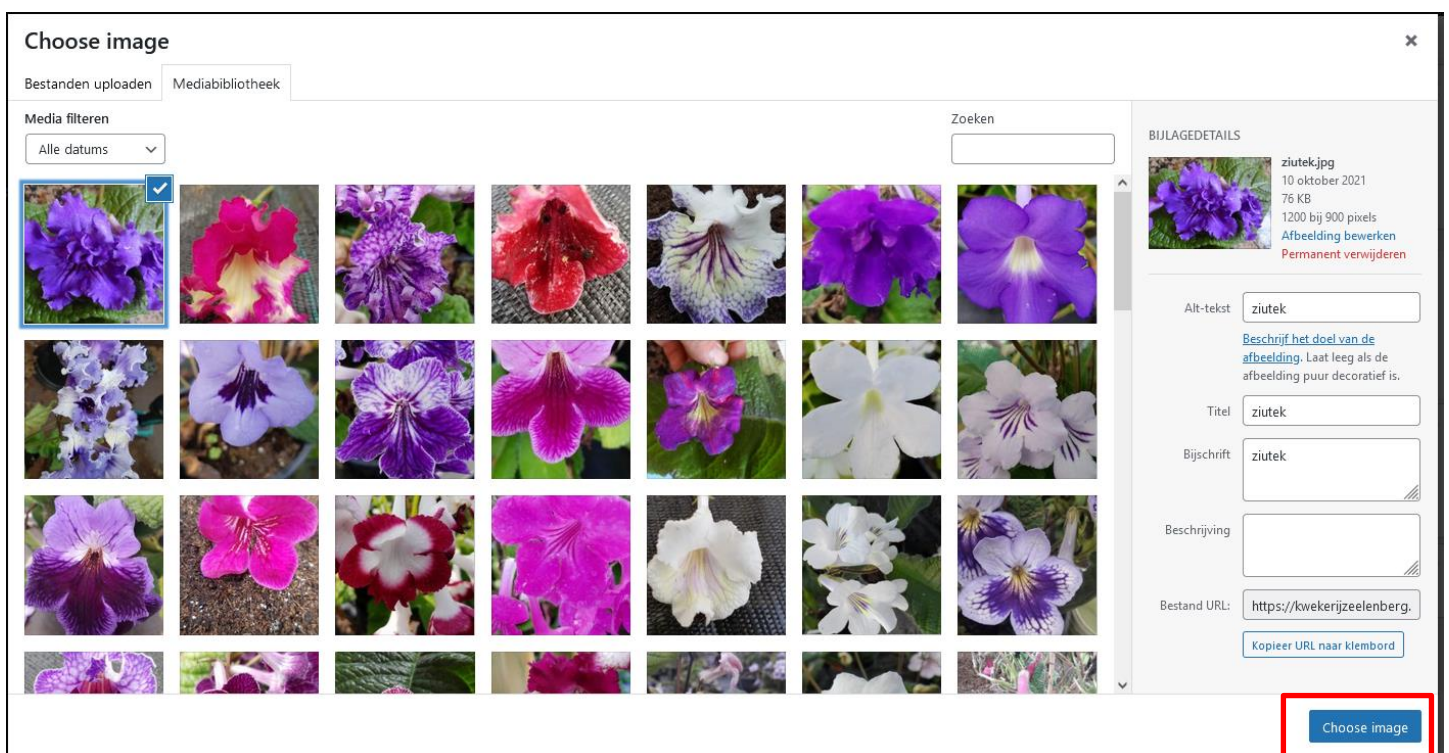 Choose image
Bestanden uploaden
Mediabibliotheek
Media filteren
Alle datums
Zoeken
BIJLAGEDETAILS
ziutek.jpg
10 oktober 2021
76 KB
1200 bij 900 pixels
Afbeelding bewerken
Permanent verwijderen
Alt-tekst
ziutek
Beschrijf het doel van de
afbeelding. Laat leeg als de
afbeelding puur decoratief is.
Titel
ziutek
Bijschrift
ziutek
Beschrijving
Bestand URL:
https://kwekerijzeelenberg.
Kopieer URL naar klembord
Choose image